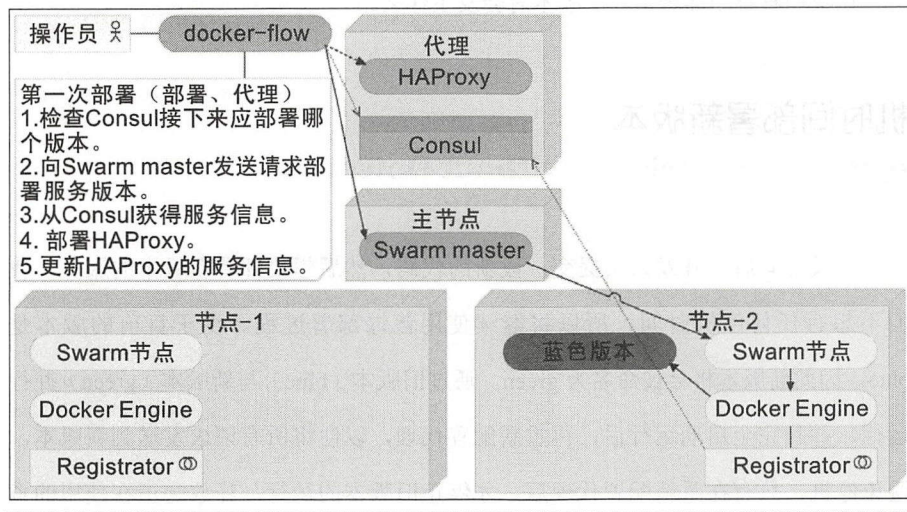 操作员
docker-flow
第一次部署（部署、代理）
1.检查Consul接下来应部署哪
个版本。
2.向Swarm master发送请求部
署服务版本。
3.从Consul获得服务信息。
4. 部署HAProxy。
5.更新HAProxy的服务信息。
代理
HAProxy
Consul
主节点
Swarm master
节点-1
Swarm节点
Docker Engine
Registrator
节点-2
蓝色版本
Swarm节点
Docker Engine
Registrator